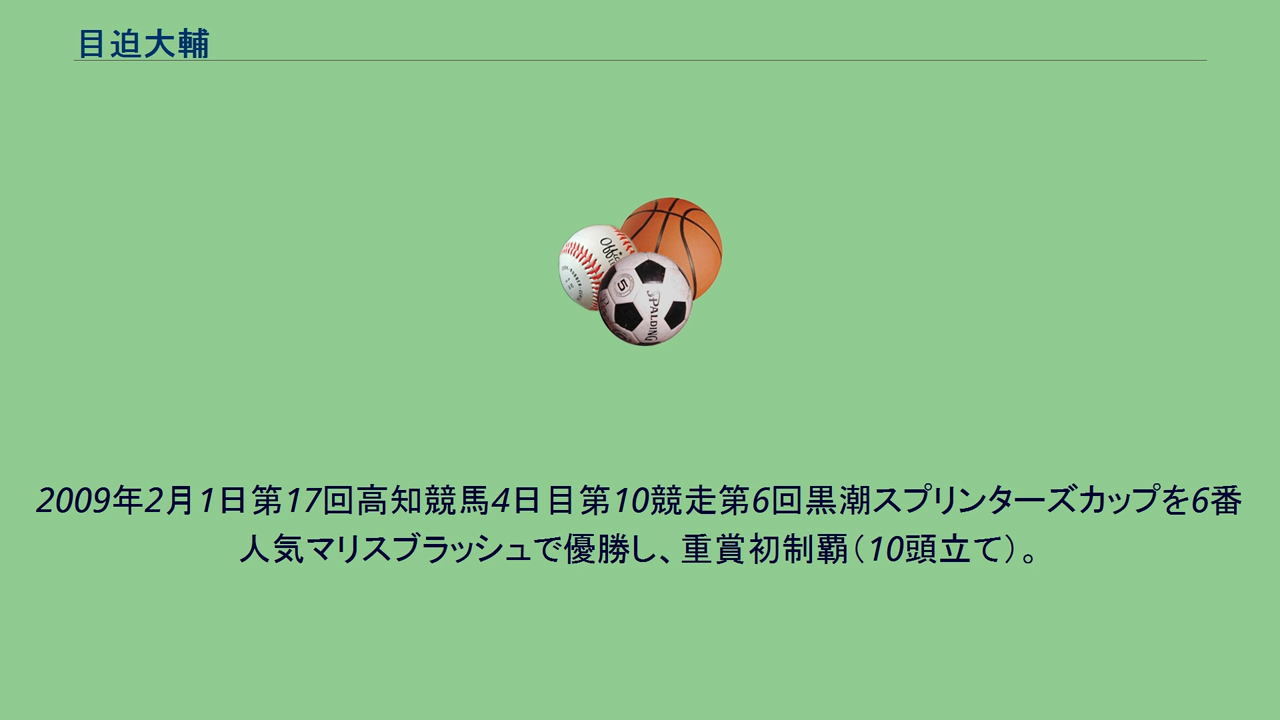 目迫大輔
Offic
5
SPALDING
2009年2月1日第17回高知競馬4日目第10競走第6回黒潮スプリンターズカップを6番
人気マリスブラッシュで優勝し、重賞初制覇（10頭立て）。